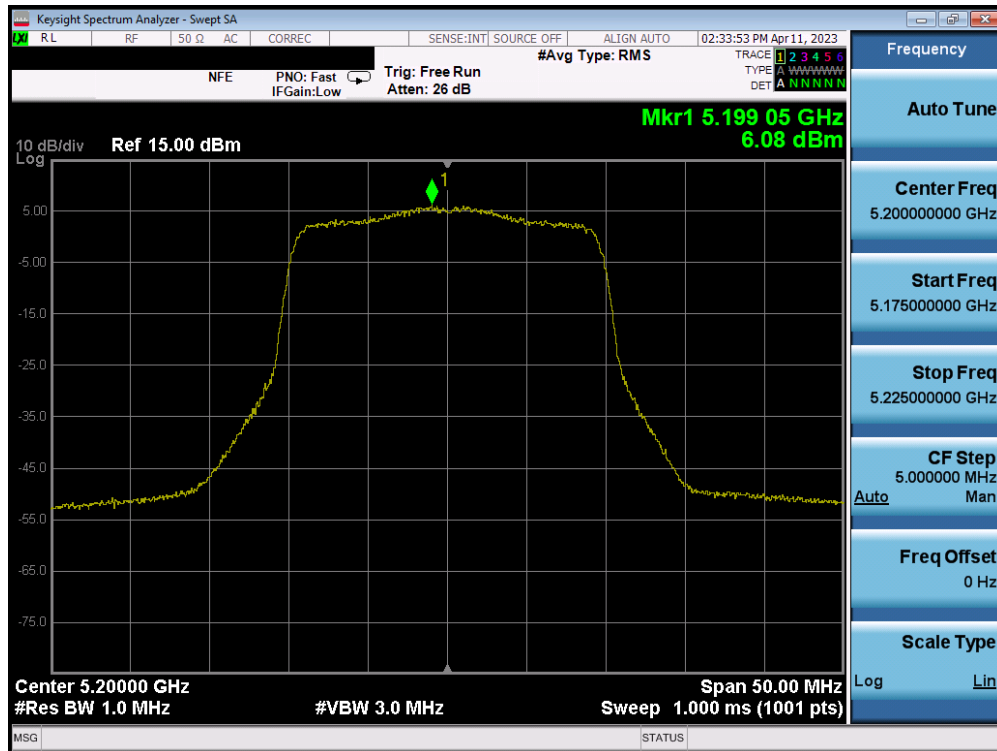 Keysight Spectrum Analyzer - Swept SA
LXI RL RF 50 Ω AC CORREC SENSE:INT SOURCE OFF ALIGN AUTO 02:33:53 PM Apr 11, 2023
#Avg Type: RMS
TRACE 1 2 3 4 5 6
TYPE A WWWWW
DET A N N N N N
NFE
PNO: Fast
IFGain:Low
Trig: Free Run
Atten: 26 dB
Mkr1 5.199 05 GHz
6.08 dBm
10 dB/div Ref 15.00 dBm
Log
1
5.00
-5.00
-15.0
-25.0
-35.0
-45.0
-55.0
-65.0
-75.0
Center 5.20000 GHz Span 50.00 MHz
#Res BW 1.0 MHz #VBW 3.0 MHz Sweep 1.000 ms (1001 pts)
MSG STATUS
Frequency
Auto Tune
Center Freq
5.200000000 GHz
Start Freq
5.175000000 GHz
Stop Freq
5.225000000 GHz
CF Step
5.000000 MHz
Auto Man
Freq Offset
0 Hz
Scale Type
Log Lin